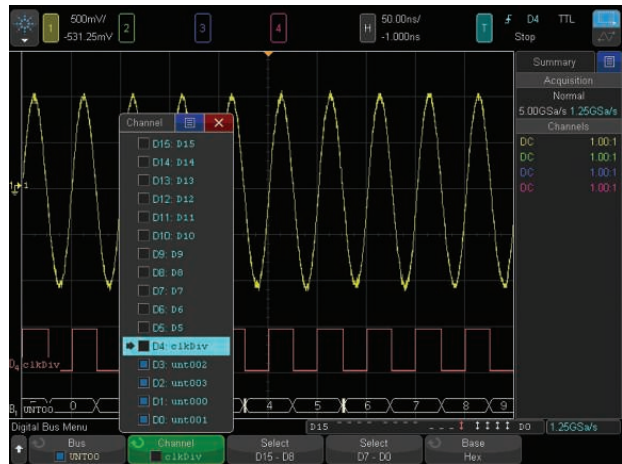 1 500mV/ 2 3 4 H 50.00ns/ T D4 TTL
-531.25mV -1.000ns Stop
Summary
Acquisition
Normal
5.00GSa/s 1.25GSa/s
Channels
DC 1.00:1
DC 1.00:1
DC 1.00:1
DC 1.00:1
Channel
D15: D15
D14: D14
D13: D13
D12: D12
D11: D11
D10: D10
D9: D9
D8: D8
D7: D7
D6: D6
D5: D5
D4: clkDiv
D3: unt002
D2: unt003
D1: unt000
D0: unt001
1
D4 clkDiv
B1 UNT00 0 4 5 6 7 8 9
Digital Bus Menu D15 D0 1.25GSa/s
Bus Channel Select Select Base
UNT00 clkDiv D15 - D8 D7 - D0 Hex